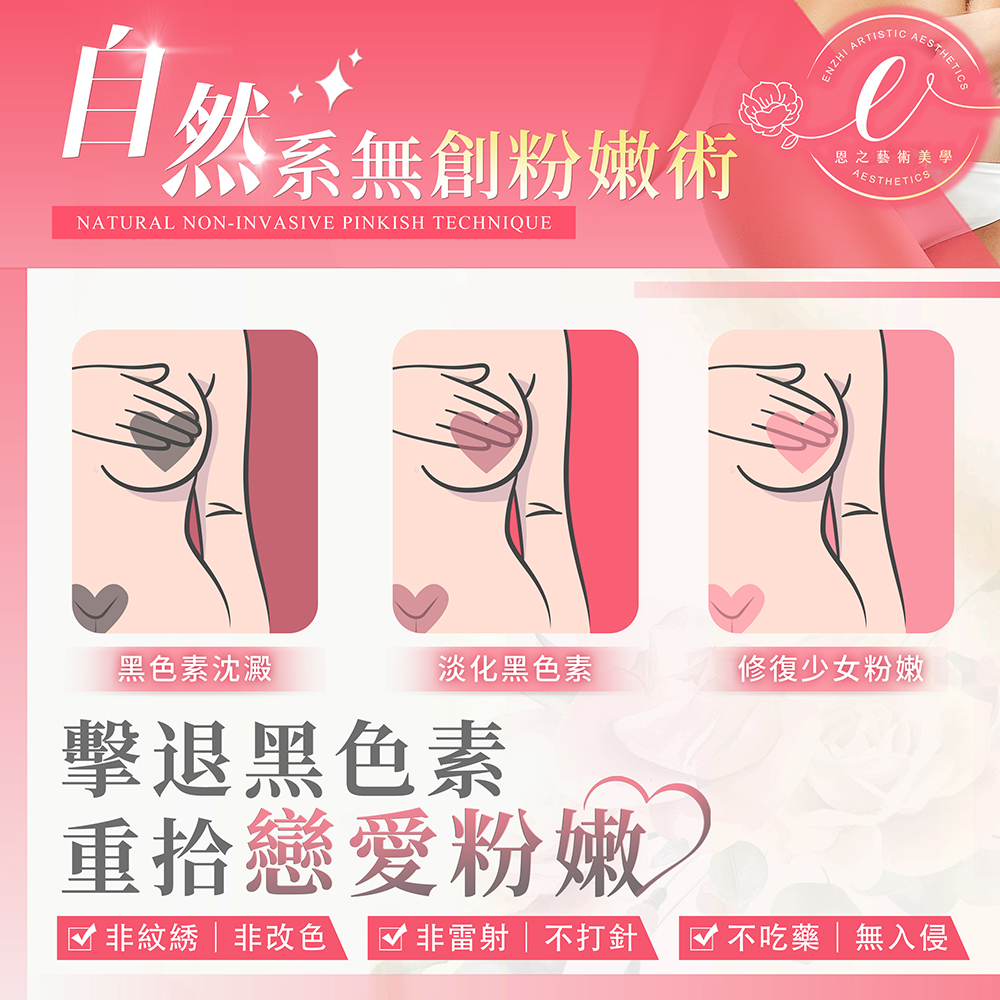 自然系無創粉嫩術
NATURAL NON-INVASIVE PINKISH TECHNIQUE
ENZHI ARTISTIC AESTHETICS
恩之藝術美學
AESTHETICS
黑色素沈澱
淡化黑色素
修復少女粉嫩
擊退黑色素
重拾戀愛粉嫩
非紋綉｜非改色
非雷射｜不打針
不吃藥｜無入侵